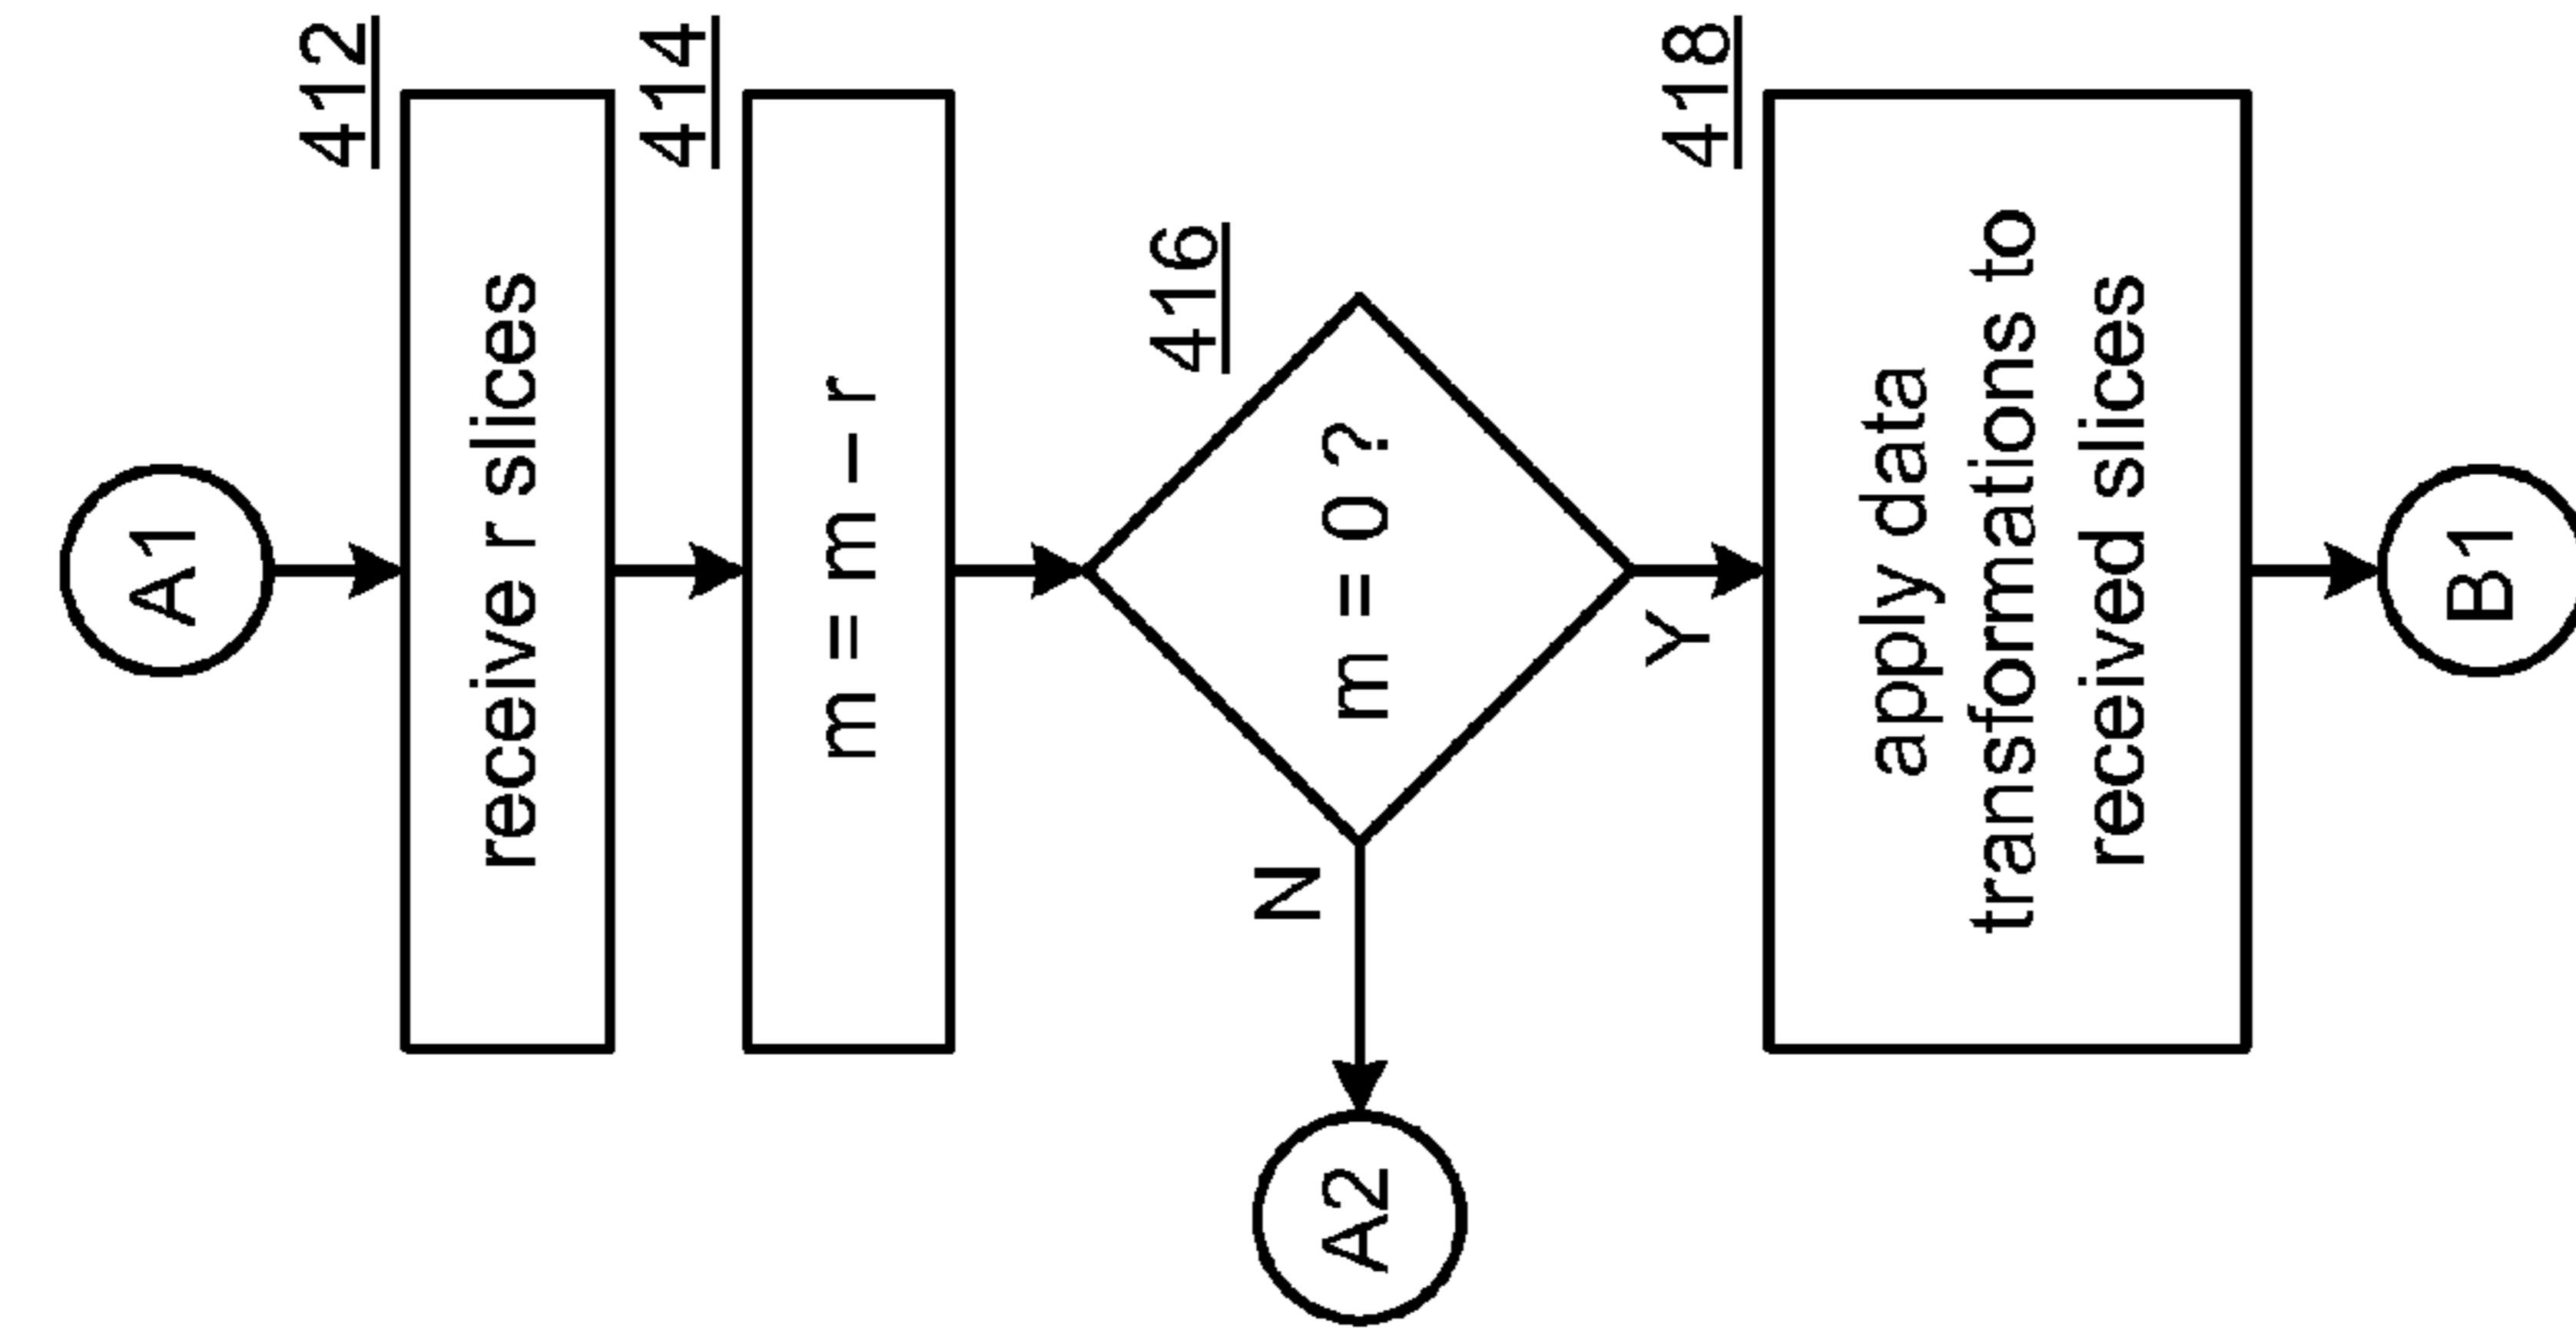 A1
412
receive r slices
414
m = m – r
416
m = 0 ?
N
A2
Y
418
apply data
transformations to
received slices
B1